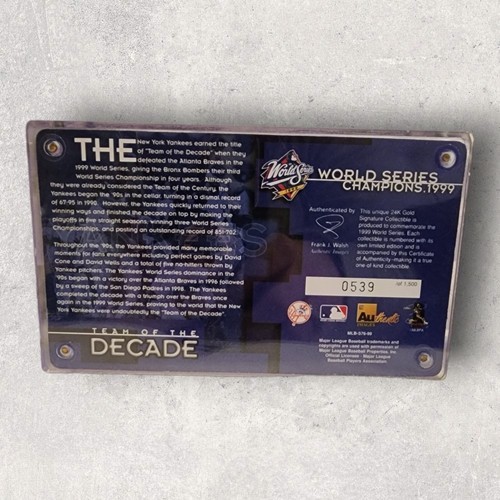 THE New York Yankees earned the title
of "Team of the Decade" when they
defeated the Atlanta Braves in the
1999 World Series, giving the Bronx Bombers their third
World Series Championship in four years. Although
they were already considered the Team of the Century, the
Yankees began the '90s in the cellar, turning in a dismal record
of 67-95 in 1990. However, the Yankees quickly returned to their
winning ways and finished the decade on top by making the
playoffs in five straight seasons, winning three World Series
Championships, and posting an outstanding record of 851-702.
Throughout the '90s, the Yankees provided many memorable
moments for fans everywhere including perfect games by David
Cone and David Wells and a total of five no-hitters thrown by
Yankee pitchers. The Yankees' World Series dominance in the
'90s began with a victory over the Atlanta Braves in 1996 followed
by a sweep of the San Diego Padres in 1998. The Yankees
completed the decade with a triumph over the Braves once
again in the 1999 World Series, proving to the world that the New
York Yankees were undoubtedly the "Team of the Decade".
TEAM OF THE
DECADE
World Series
WORLD SERIES
CHAMPIONS. 1999
Authenticated by
Frank J. Walsh
This unique 24K Gold
Signature Collectible is
produced to commemorate the
1999 World Series. Each
collectible is numbered with its
own limited edition and is
accompanied by this Certificate
of Authenticity-making it a true
one of kind collectible.
0539
of 1,500
Major League Baseball trademarks and
copyrights are used with permission of
Major League Baseball Properties, Inc.
Official Licensee - Major League
Baseball Players Association.